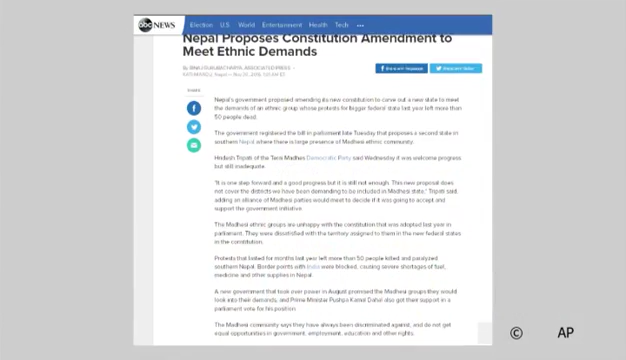 abc NEWS Election U.S. World Entertainment Health Tech •••
Nepal Proposes Constitution Amendment to
Meet Ethnic Demands
ASSOCIATED PRESS
SHARE
Nepal's government proposed amending its new constitution to carve out a new state to meet
the demands of an ethnic group whose protests for bigger federal state last year left more than
50 people dead.
The government registered the bill in parliament late Tuesday that proposes a second state in
southern Nepal where there is large presence of Madhesi ethnic community.
Hridesh Tripati of the Terai Madhes Democratic Party said Wednesday it was welcome progress
but still inadequate.
"It is one step forward and a good progress but it is still not enough. This new proposal does
not cover the districts we have been demanding to be included in Madhesi state," Tripati said,
adding an alliance of Madhesi parties would meet to decide if it was going to accept and
support the government initiative.
The Madhesi ethnic groups are unhappy with the constitution that was adopted last year in
parliament. They were dissatisfied with the territory assigned to them in the new federal states
in the constitution.
Protests that lasted for months last year left more than 50 people killed and paralyzed
southern Nepal. Border points with India were blocked, causing severe shortages of fuel,
medicine and other supplies in Nepal.
A new government that took over power in August promised the Madhesi groups they would
look into their demands, and Prime Minister Pushpa Kamal Dahal also got their support in a
parliament vote for his position.
The Madhesi community says they have always been discriminated against, and do not get
equal opportunities in government, employment, education and other rights.
© AP